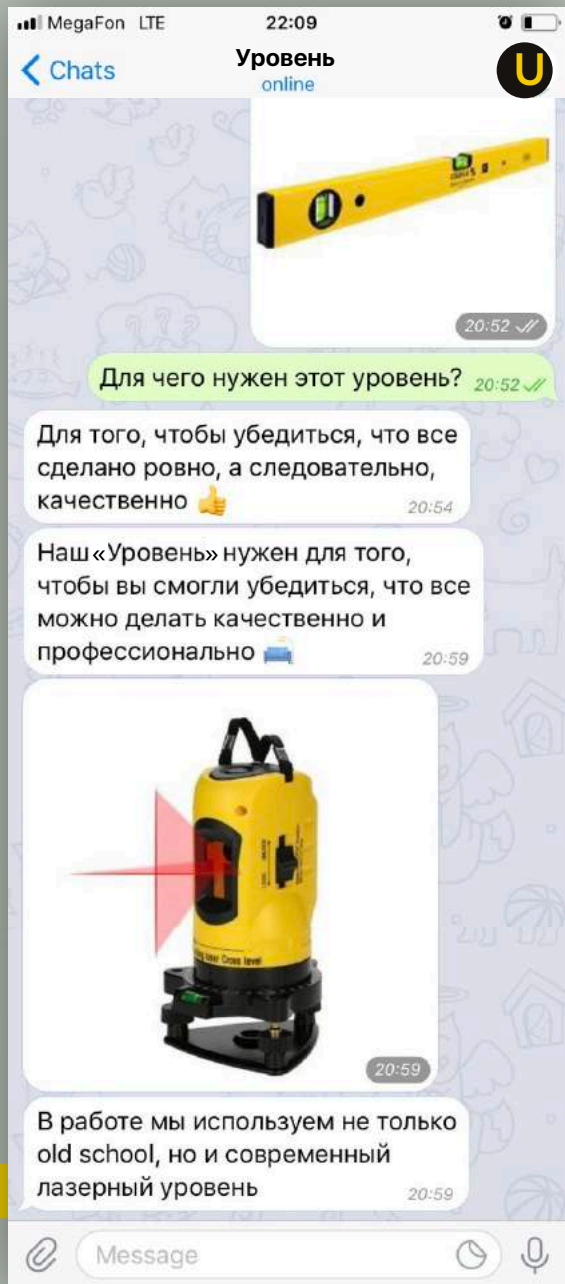 MegaFon LTE 22:09
Chats
Уровень
U
online
20:52
Для чего нужен этот уровень? 20:52
Для того, чтобы убедиться, что все
сделано ровно, а следовательно,
качественно 👍 20:54
Наш «Уровень» нужен для того,
чтобы вы смогли убедиться, что все
можно делать качественно и
профессионально 20:59
laser Cross level
20:59
В работе мы используем не только
old school, но и современный
лазерный уровень 20:59
Message